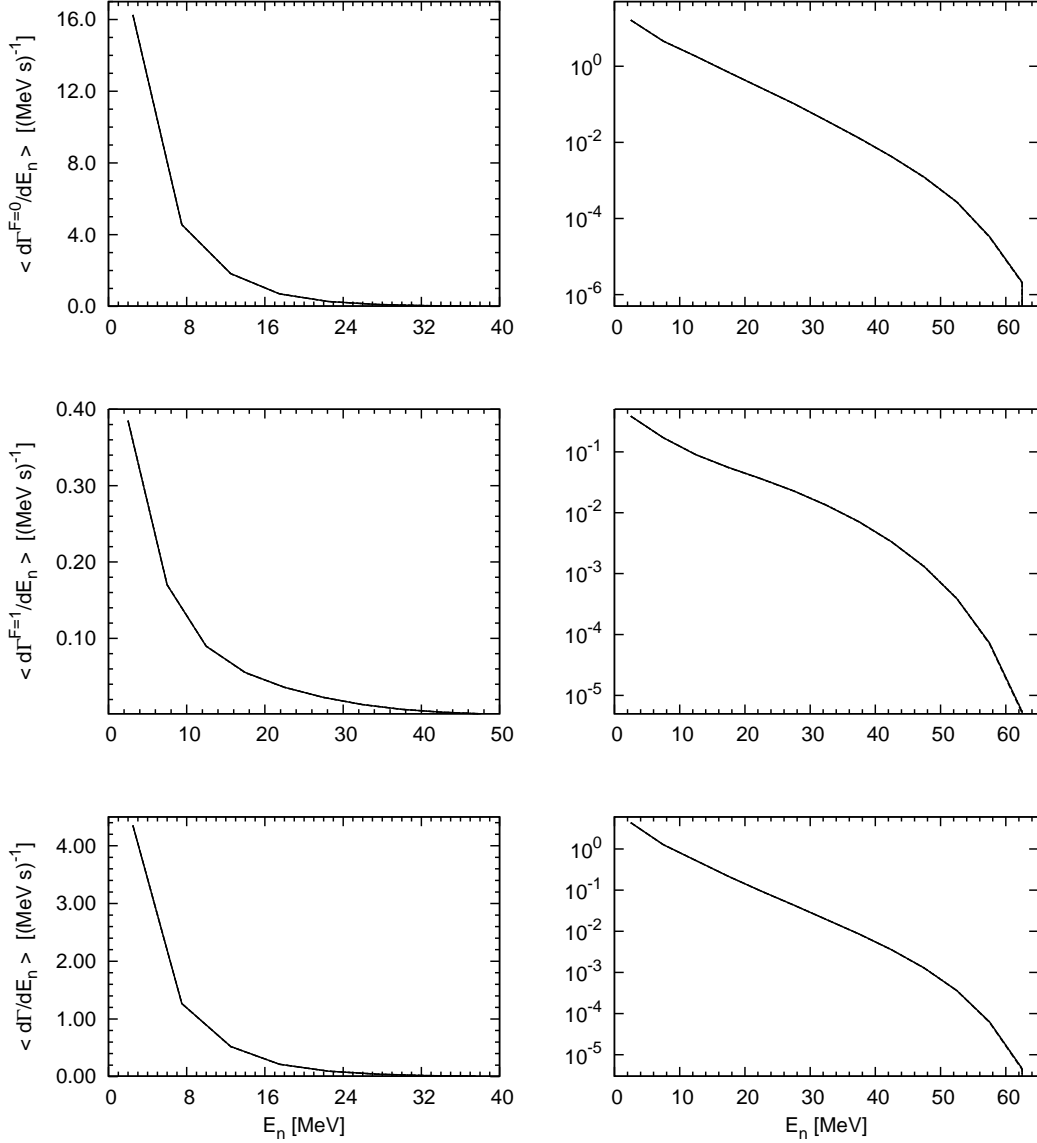 < dΓ^F=0/dE_n > [(MeV s)^-1]
16.0
12.0
8.0
4.0
0.0
0 8 16 24 32 40
10^0
10^-2
10^-4
10^-6
0 10 20 30 40 50 60
< dΓ^F=1/dE_n > [(MeV s)^-1]
0.40
0.30
0.20
0.10
0 10 20 30 40 50
10^-1
10^-2
10^-3
10^-4
10^-5
0 10 20 30 40 50 60
< dΓ/dE_n > [(MeV s)^-1]
4.00
3.00
2.00
1.00
0.00
0 8 16 24 32 40
E_n [MeV]
10^0
10^-1
10^-2
10^-3
10^-4
10^-5
0 10 20 30 40 50 60
E_n [MeV]